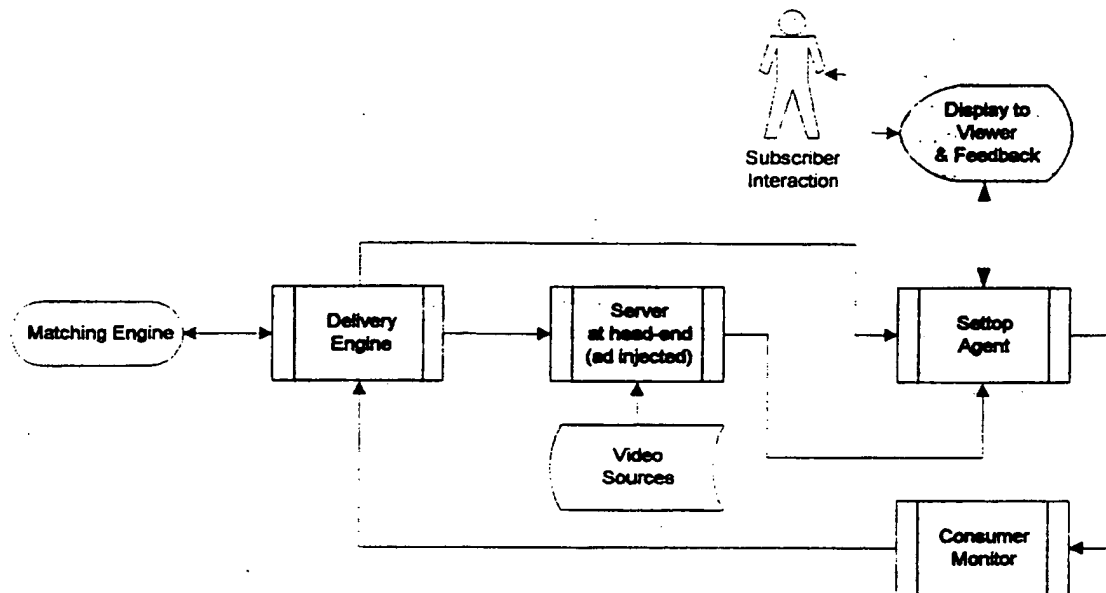 Subscriber
Interaction
Display to
Viewer
& Feedback
Matching Engine
Delivery
Engine
Server
at head-end
(ad injected)
Settop
Agent
Video
Sources
Consumer
Monitor